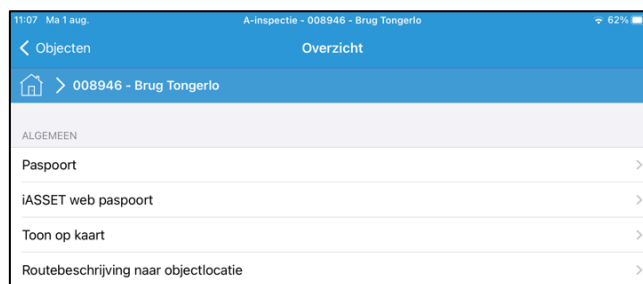 11:07 Ma 1 aug. A-inspectie - 008946 - Brug Tongerlo 62%
Objecten Overzicht
008946 - Brug Tongerlo
ALGEMEEN
Paspoort
iASSET web paspoort
Toon op kaart
Routebeschrijving naar objectlocatie